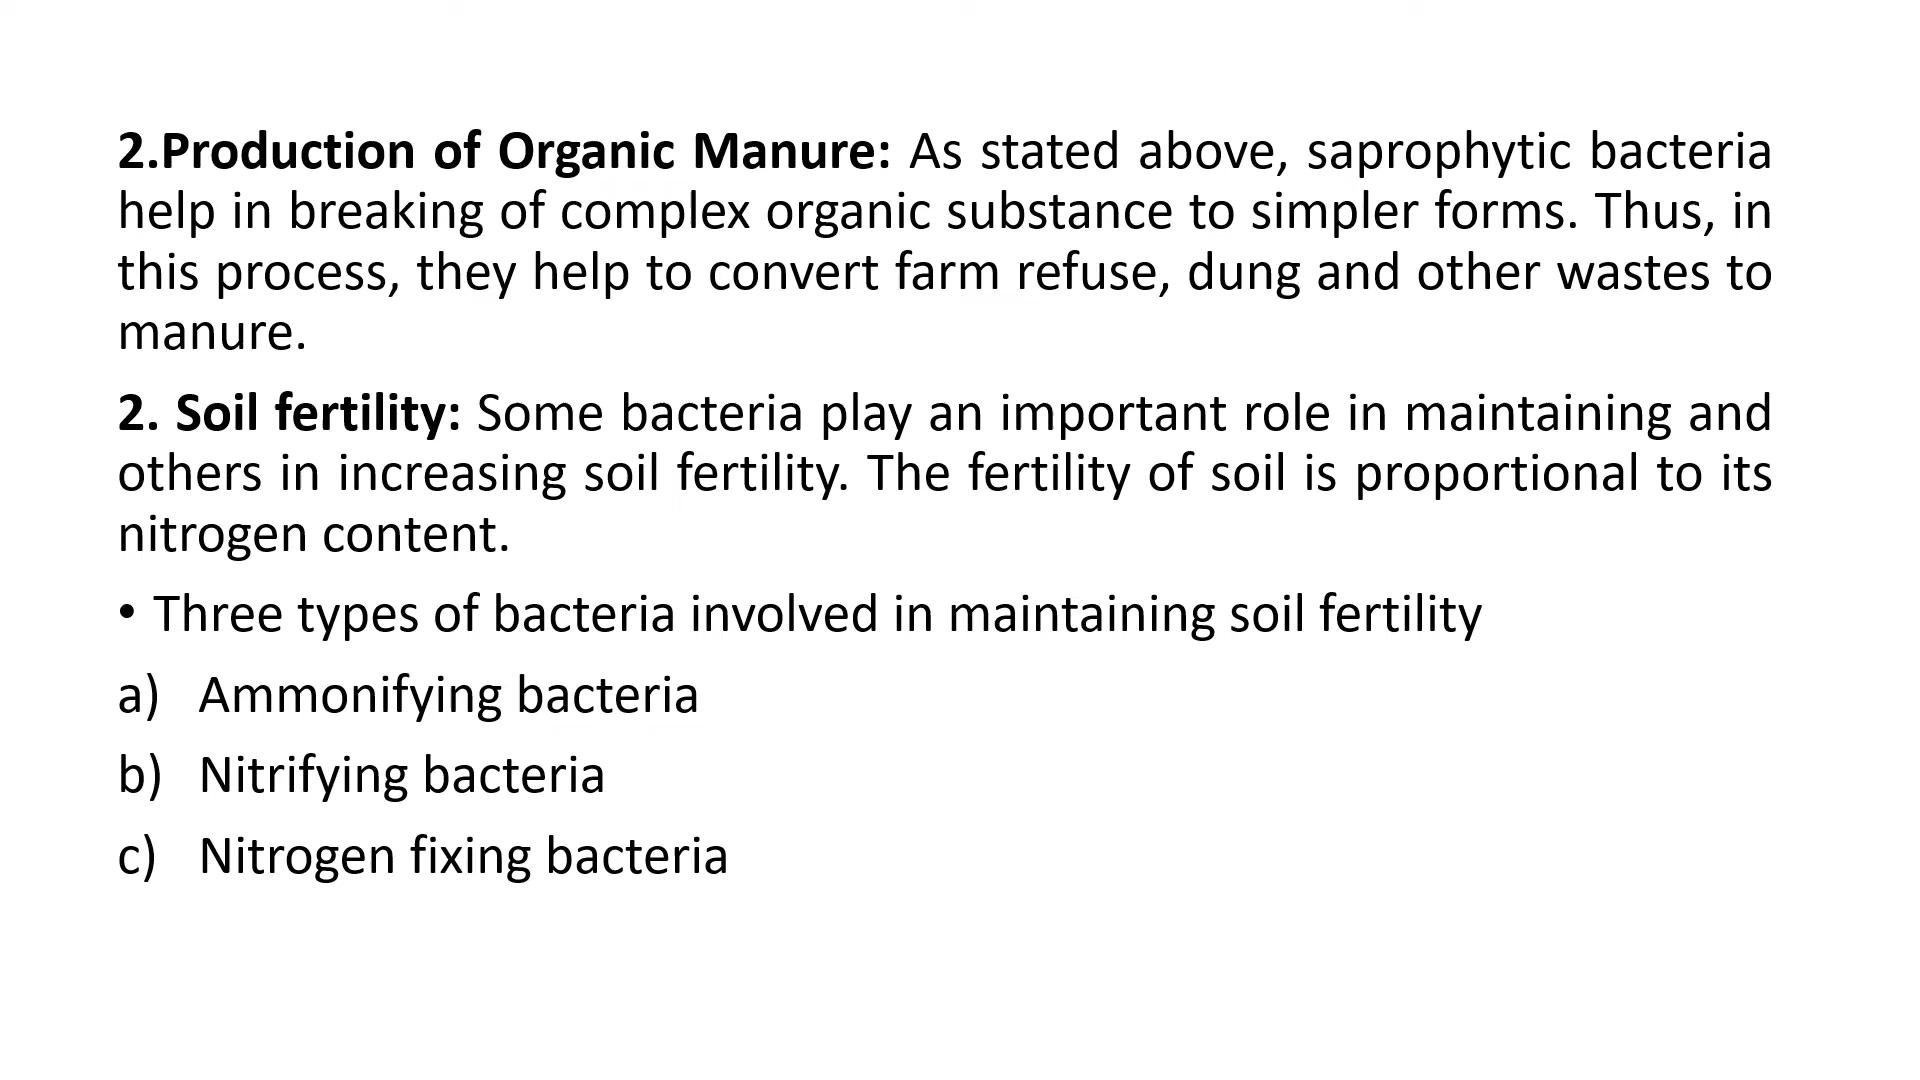 2.Production of Organic Manure: As stated above, saprophytic bacteria
help in breaking of complex organic substance to simpler forms. Thus, in
this process, they help to convert farm refuse, dung and other wastes to
manure.
2. Soil fertility: Some bacteria play an important role in maintaining and
others in increasing soil fertility. The fertility of soil is proportional to its
nitrogen content.
• Three types of bacteria involved in maintaining soil fertility
a) Ammonifying bacteria
b) Nitrifying bacteria
c) Nitrogen fixing bacteria